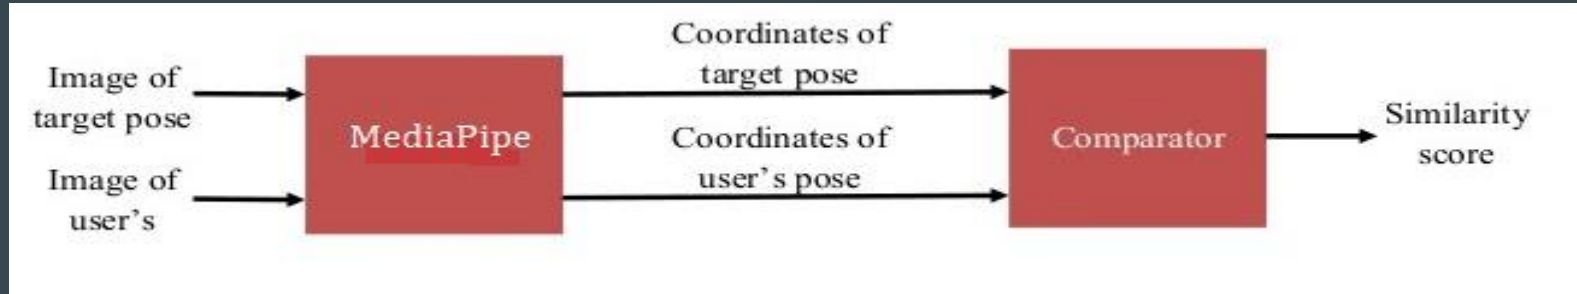 Image of
target pose
Image of
user's
MediaPipe
Coordinates of
target pose
Coordinates of
user's pose
Comparator
Similarity
score